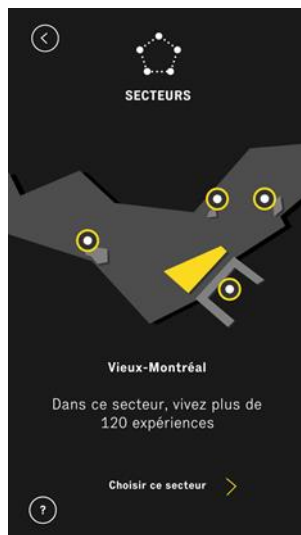 SECTEURS
Vieux-Montréal
Dans ce secteur, vivez plus de
120 expériences
Choisir ce secteur
?